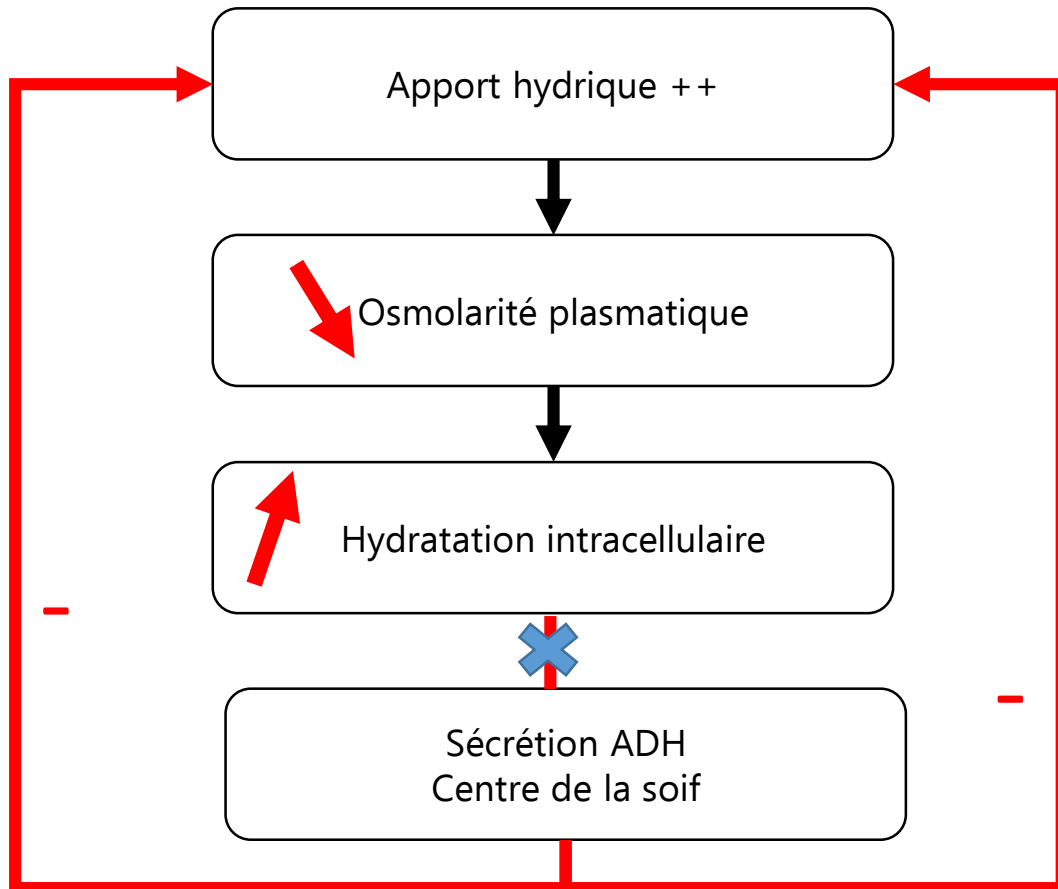 Apport hydrique ++
Osmolarité plasmatique
Hydratation intracellulaire
-
-
Sécrétion ADH
Centre de la soif